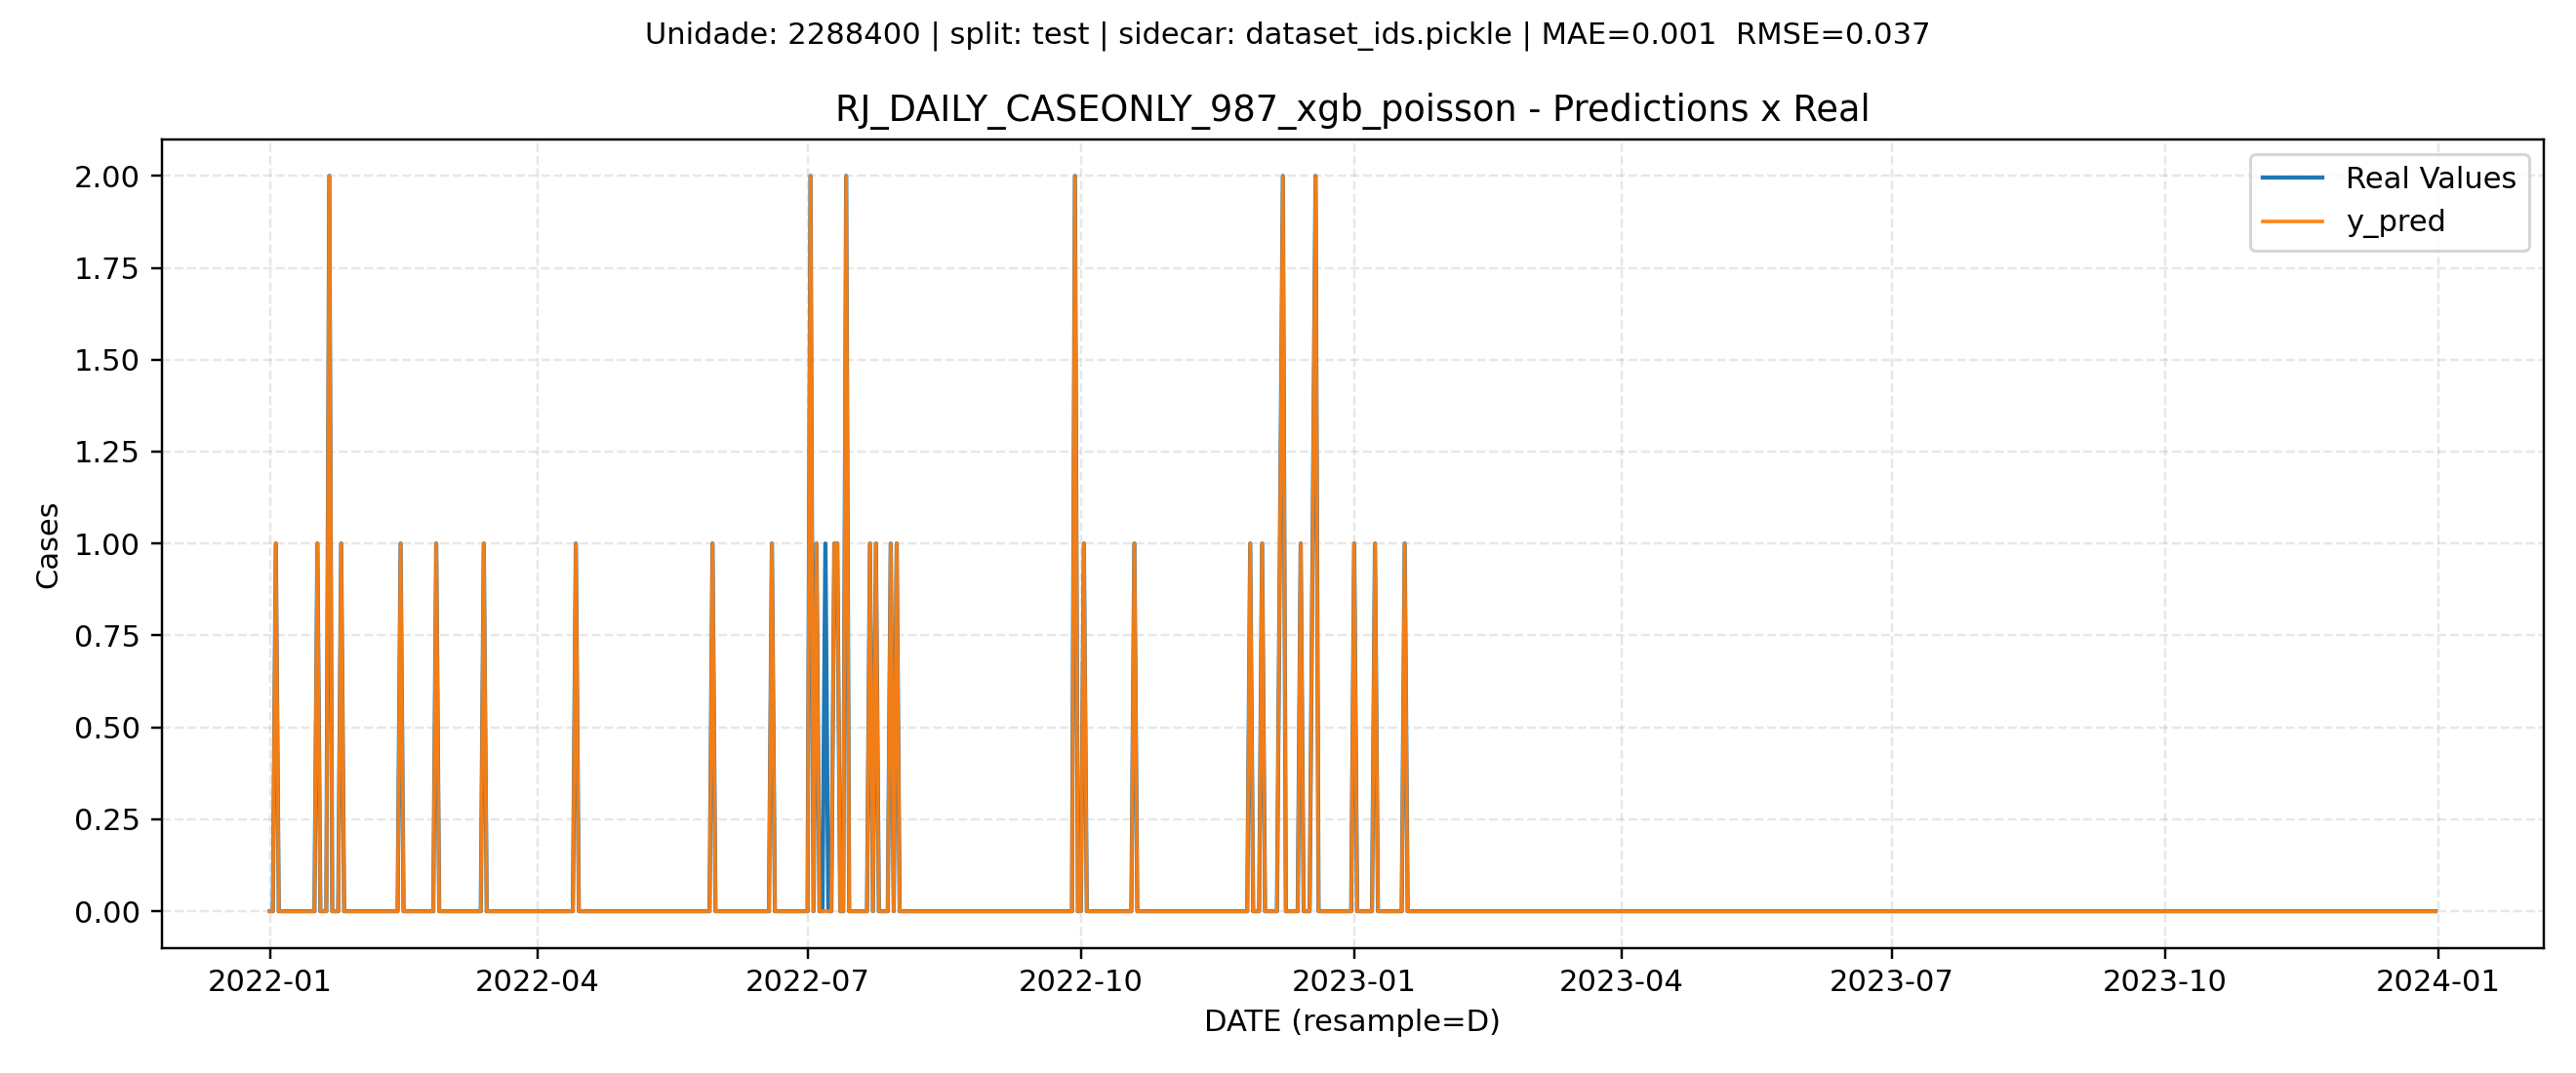 Unidade: 2288400 | split: test | sidecar: dataset_ids.pickle | MAE=0.001  RMSE=0.037
RJ_DAILY_CASEONLY_987_xgb_poisson - Predictions x Real
Real Values
y_pred
Cases
2.00
1.75
1.50
1.25
1.00
0.75
0.50
0.25
0.00
2022-01 2022-04 2022-07 2022-10 2023-01 2023-04 2023-07 2023-10 2024-01
DATE (resample=D)